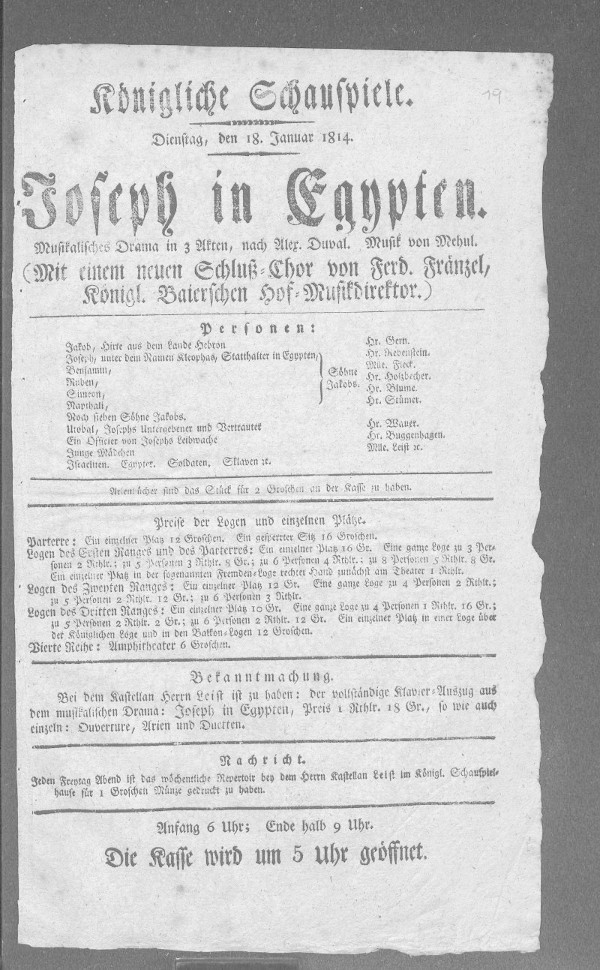 19
Königliche Schauspiele.
Dienstag, den 18. Januar 1814.
Joseph in Egypten.
Musikalisches Drama in 3 Akten, nach Alex. Duval. Musik von Mehul.
(Mit einem neuen Schluß-Chor von Ferd. Fränzel,
Königl. Baierschen Hof-Musikdirektor.)
Personen:
Jakob, Hirte aus dem Lande Hebron Hr. Gern.
Joseph, unter dem Namen Kleophas, Statthalter in Egypten, Hr. Rebenstein.
Benjamin, Mlle. Fleck.
Ruben, Söhne Hr. Holzbecher.
Simeon, Jakobs. Hr. Blume.
Napthali, Hr. Stümer.
Noch sieben Söhne Jakobs.
Utobal, Josephs Untergebener und Vertrauter Hr. Wauer.
Ein Officier von Josephs Leibwache Hr. Buggenhagen.
Junge Mädchen Mlle. Leist ꝛc.
Israeliten. Egypter. Soldaten, Sklaven ꝛc.
Arienbücher sind das Stück für 2 Groschen an der Kasse zu haben.
Preise der Logen und einzelnen Plätze.
Parterre: Ein einzelner Platz 12 Groschen. Ein gesperrter Sitz 16 Groschen.
Logen des Ersten Ranges und des Parterres: Ein einzelner Platz 16 Gr. Eine ganze Loge zu 3 Per-
sonen 2 Rthlr.; zu 5 Personen 3 Rthlr. 8 Gr.; zu 6 Personen 4 Rthlr.; zu 8 Personen 5 Rthlr. 8 Gr.
Ein einzelner Platz in der sogenannten Fremden-Loge rechter Hand zunächst am Theater 1 Rthlr.
Logen des Zweyten Ranges: Ein einzelner Platz 12 Gr. Eine ganze Loge zu 4 Personen 2 Rthlr.;
zu 5 Personen 2 Rthlr. 12 Gr.; zu 6 Personen 3 Rthlr.
Logen des Dritten Ranges: Ein einzelner Platz 10 Gr. Eine ganze Loge zu 4 Personen 1 Rthlr. 16 Gr.;
zu 5 Personen 2 Rthlr. 2 Gr.; zu 6 Personen 2 Rthlr. 12 Gr. Ein einzelner Platz in einer Loge über
der Königlichen Loge und in den Balkon-Logen 12 Groschen.
Vierte Reihe: Amphitheater 6 Groschen.
Bekanntmachung.
Bei dem Kastellan Herrn Leist ist zu haben: der vollständige Klavier-Auszug aus
dem musikalischen Drama: Joseph in Egypten, Preis 1 Rthlr. 18 Gr., so wie auch
einzeln: Ouverture, Arien und Duetten.
Nachricht.
Jeden Freytag Abend ist das wöchentliche Repertoir bey dem Herrn Kastellan Leist im Königl. Schauspiel-
hause für 1 Groschen Münze gedruckt zu haben.
Anfang 6 Uhr; Ende halb 9 Uhr.
Die Kasse wird um 5 Uhr geöffnet.